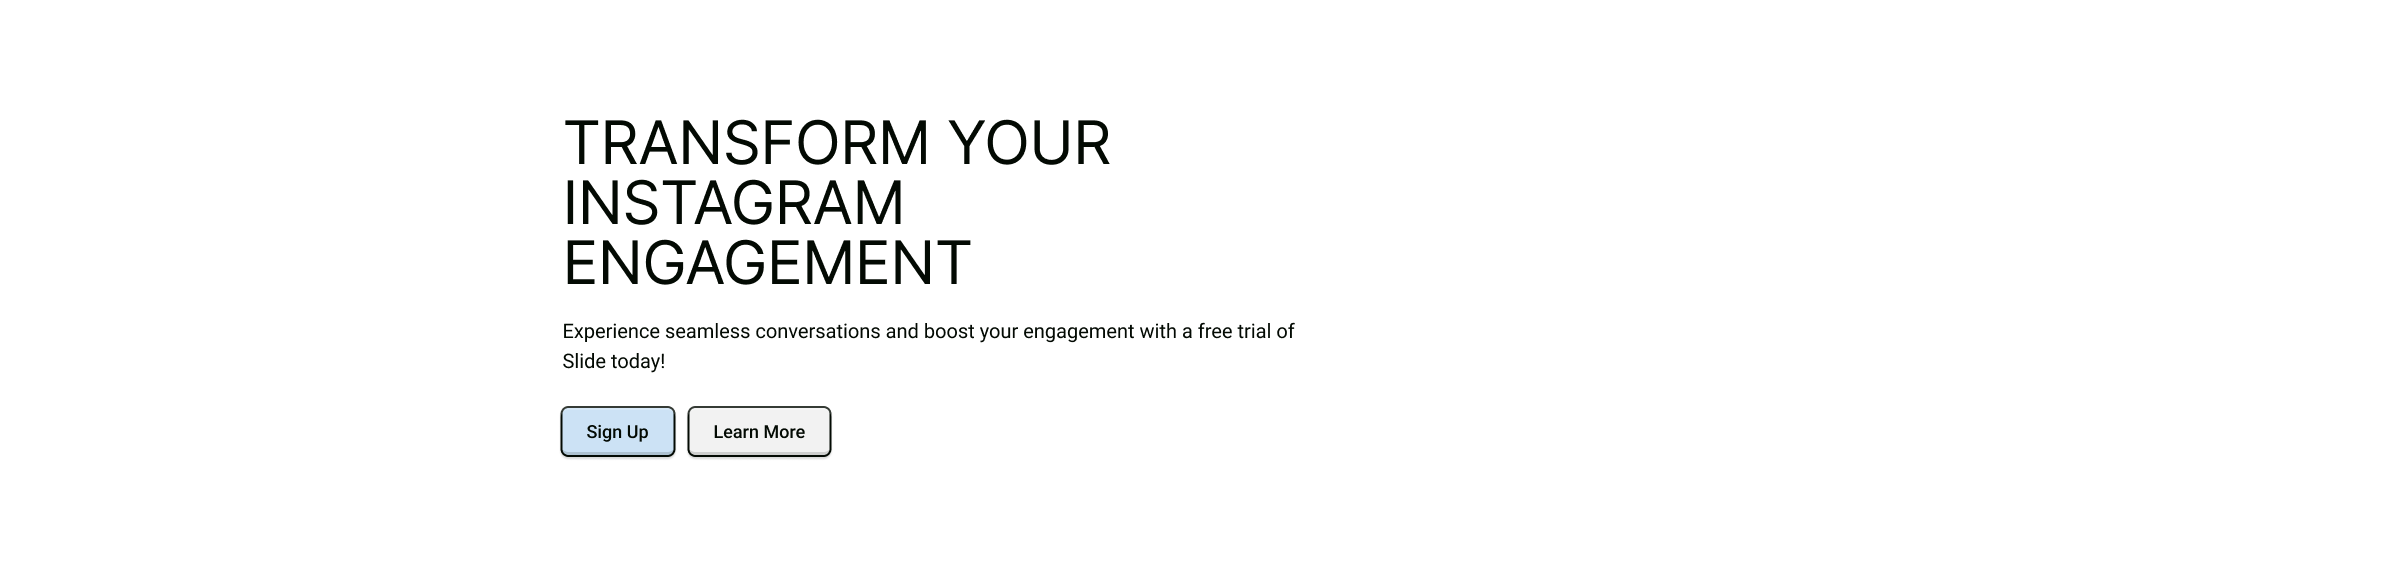 TRANSFORM YOUR
INSTAGRAM
ENGAGEMENT
Experience seamless conversations and boost your engagement with a free trial of
Slide today!
Sign Up
Learn More